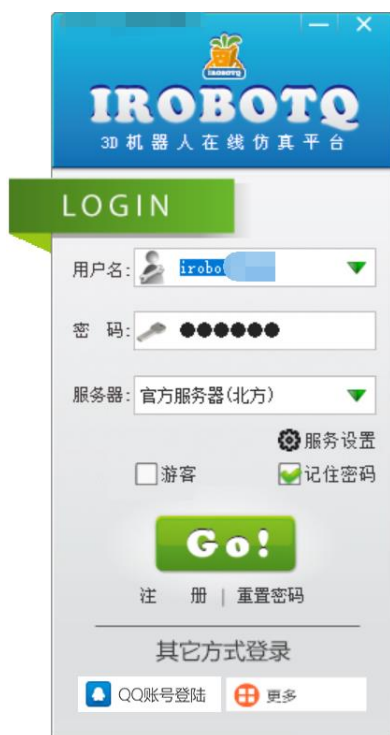 IROBOTQ
IROBOTQ
3D 机器人在线仿真平台
LOGIN
用户名: irobo
密 码: ●●●●●●
服务器: 官方服务器(北方)
服务设置
游客 记住密码
Go!
注 册 | 重置密码
其它方式登录
QQ账号登陆 更多